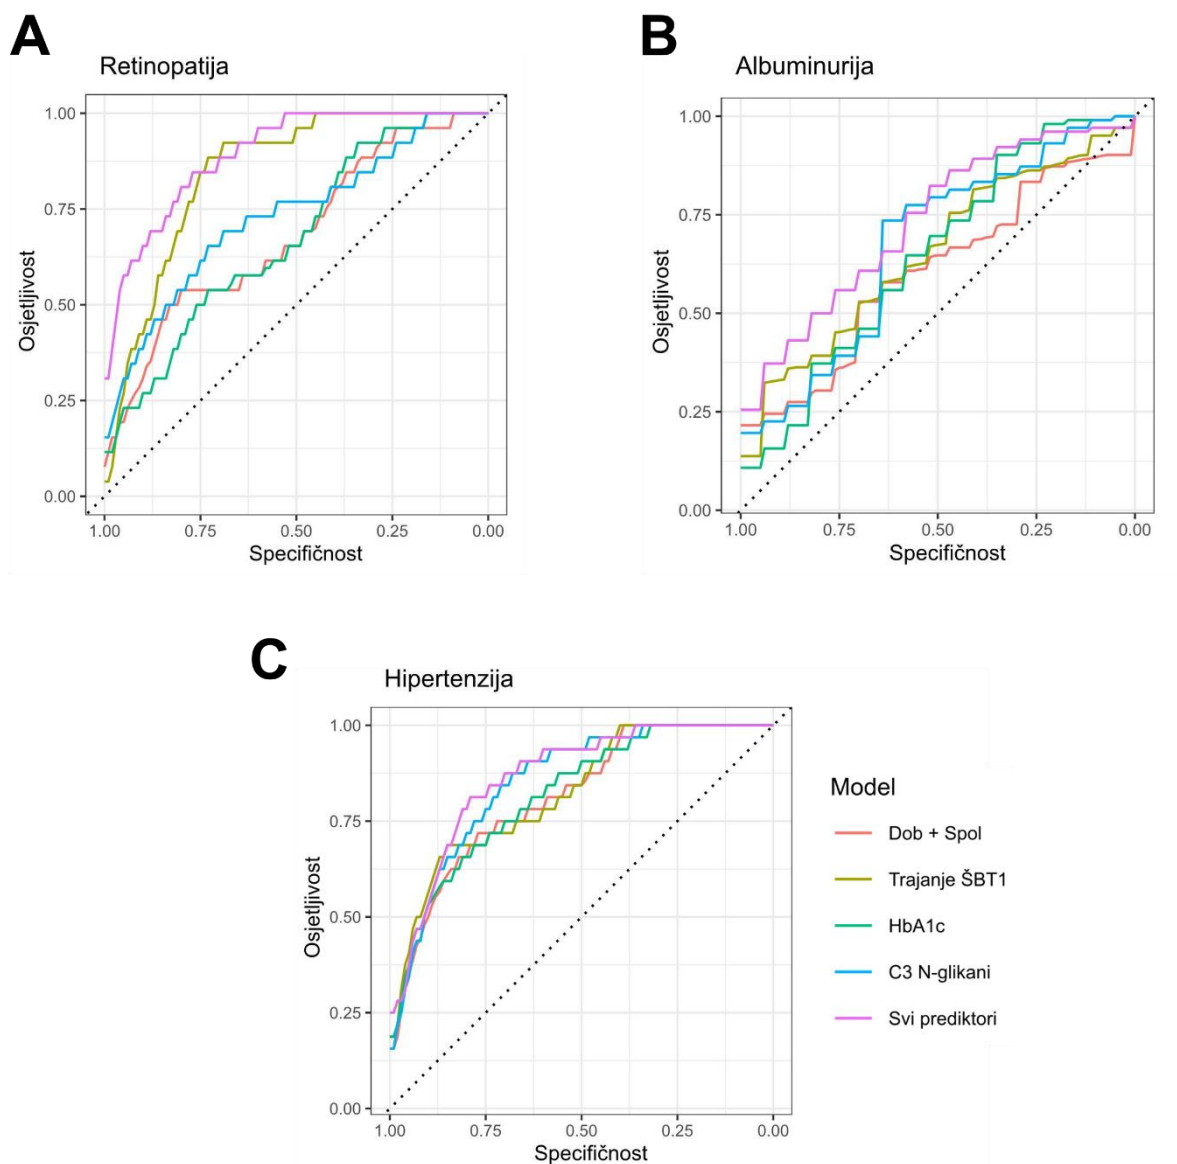 A
Retinopatija
1.00
0.75
0.50
0.25
0.00
Osjetljivost
1.00 0.75 0.50 0.25 0.00
Specifičnost
B
Albuminurija
1.00
0.75
0.50
0.25
0.00
Osjetljivost
1.00 0.75 0.50 0.25 0.00
Specifičnost
C
Hipertenzija
1.00
0.75
0.50
0.25
0.00
Osjetljivost
1.00 0.75 0.50 0.25 0.00
Specifičnost
Model
Dob + Spol
Trajanje ŠBT1
HbA1c
C3 N-glikani
Svi prediktori